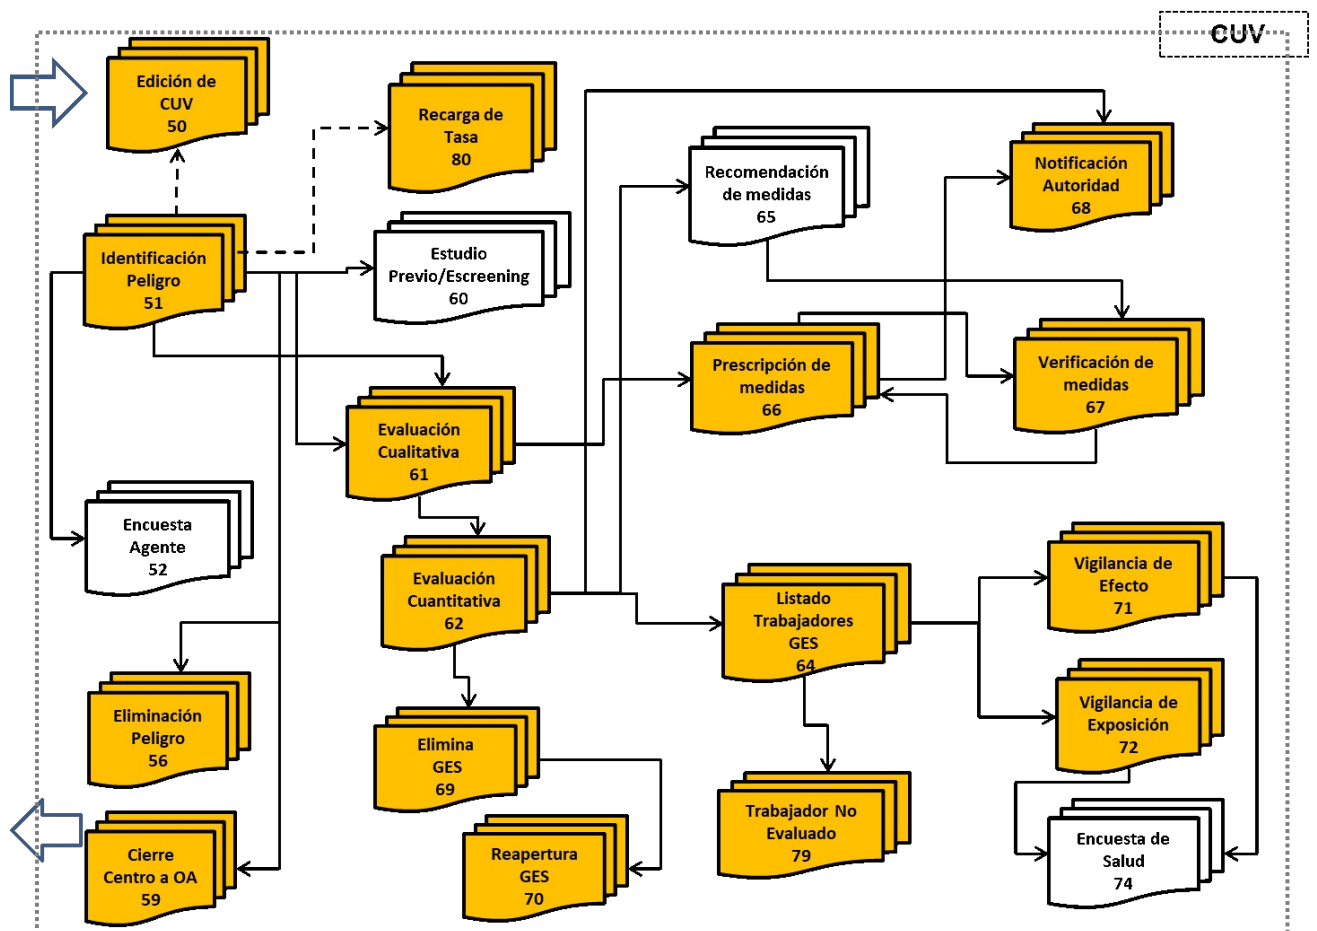 CUV
Edición de
CUV
50
Recarga de
Tasa
80
Recomendación
de medidas
65
Notificación
Autoridad
68
Identificación
Peligro
51
Estudio
Previo/Escreening
60
Prescripción de
medidas
66
Verificación de
medidas
67
Evaluación
Cualitativa
61
Encuesta
Agente
52
Evaluación
Cuantitativa
62
Listado
Trabajadores
GES
64
Vigilancia de
Efecto
71
Eliminación
Peligro
56
Elimina
GES
69
Vigilancia de
Exposición
72
Trabajador No
Evaluado
79
Cierre
Centro a OA
59
Reapertura
GES
70
Encuesta de
Salud
74